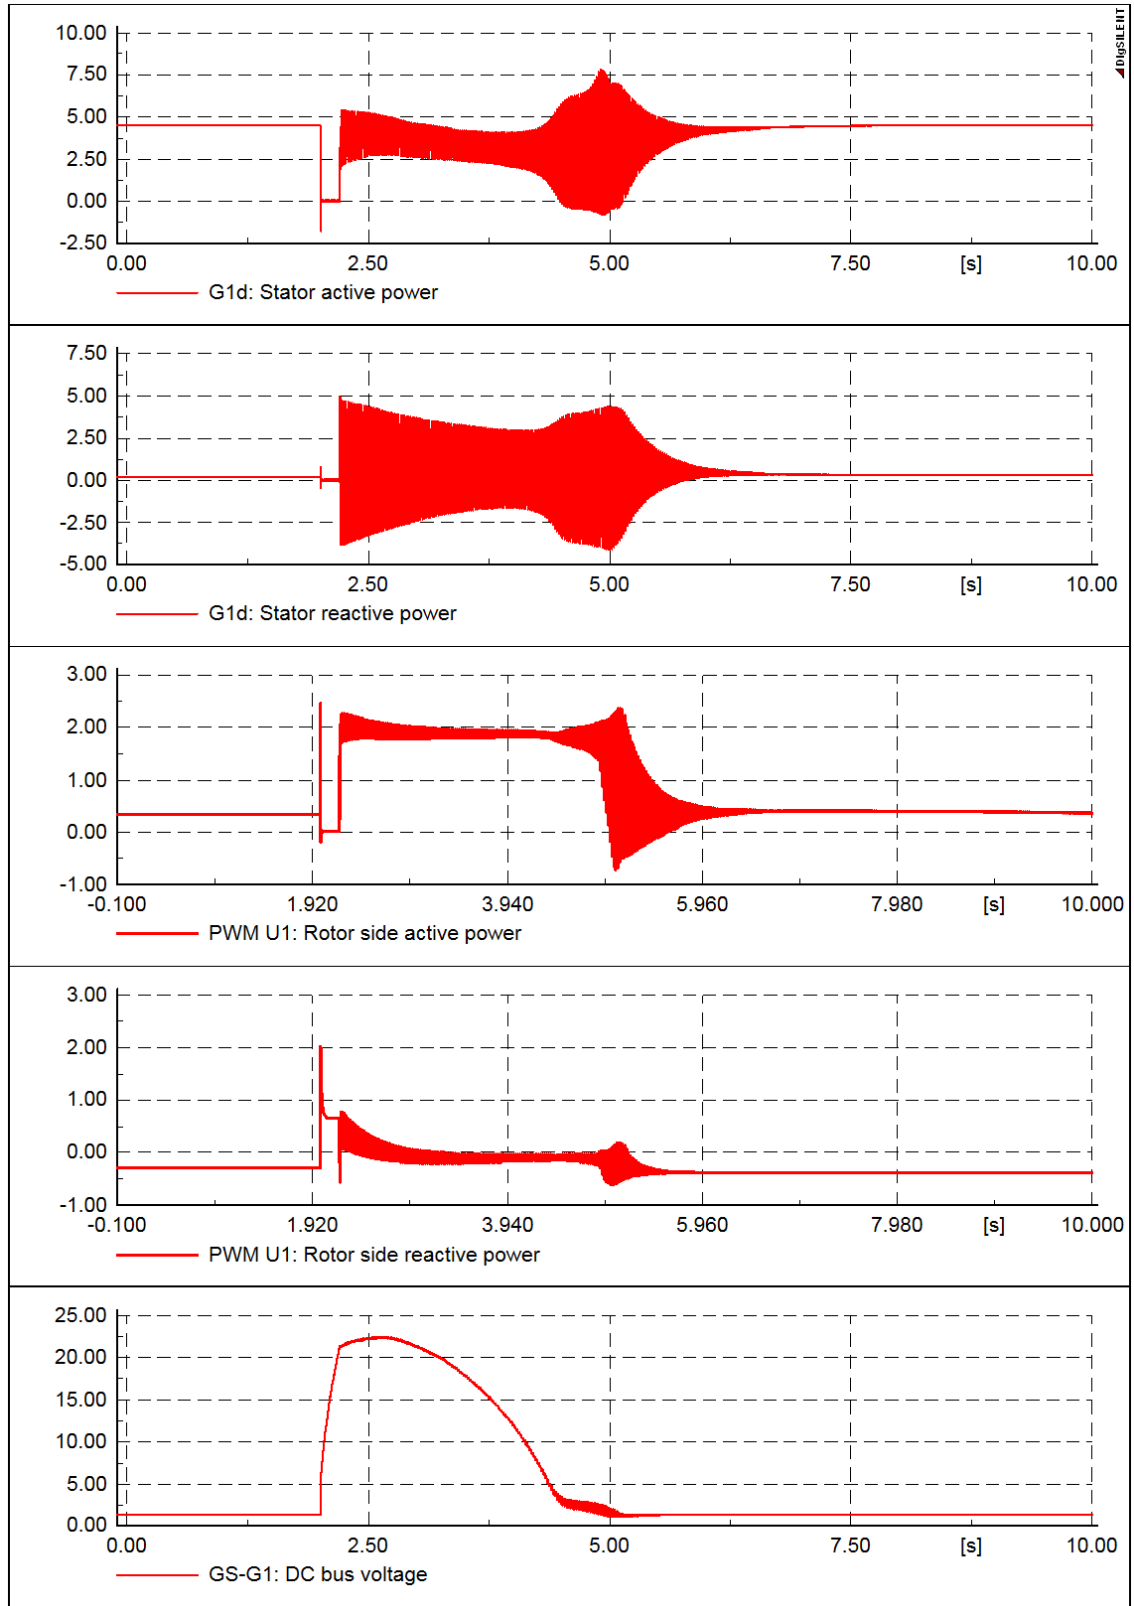 DIgSILENT
10.00
7.50
5.00
2.50
0.00
-2.50
0.00 2.50 5.00 7.50 [s] 10.00
G1d: Stator active power
7.50
5.00
2.50
0.00
-2.50
-5.00
0.00 2.50 5.00 7.50 [s] 10.00
G1d: Stator reactive power
3.00
2.00
1.00
0.00
-1.00
-0.100 1.920 3.940 5.960 7.980 [s] 10.000
PWM U1: Rotor side active power
3.00
2.00
1.00
0.00
-1.00
-0.100 1.920 3.940 5.960 7.980 [s] 10.000
PWM U1: Rotor side reactive power
25.00
20.00
15.00
10.00
5.00
0.00
0.00 2.50 5.00 7.50 [s] 10.00
GS-G1: DC bus voltage